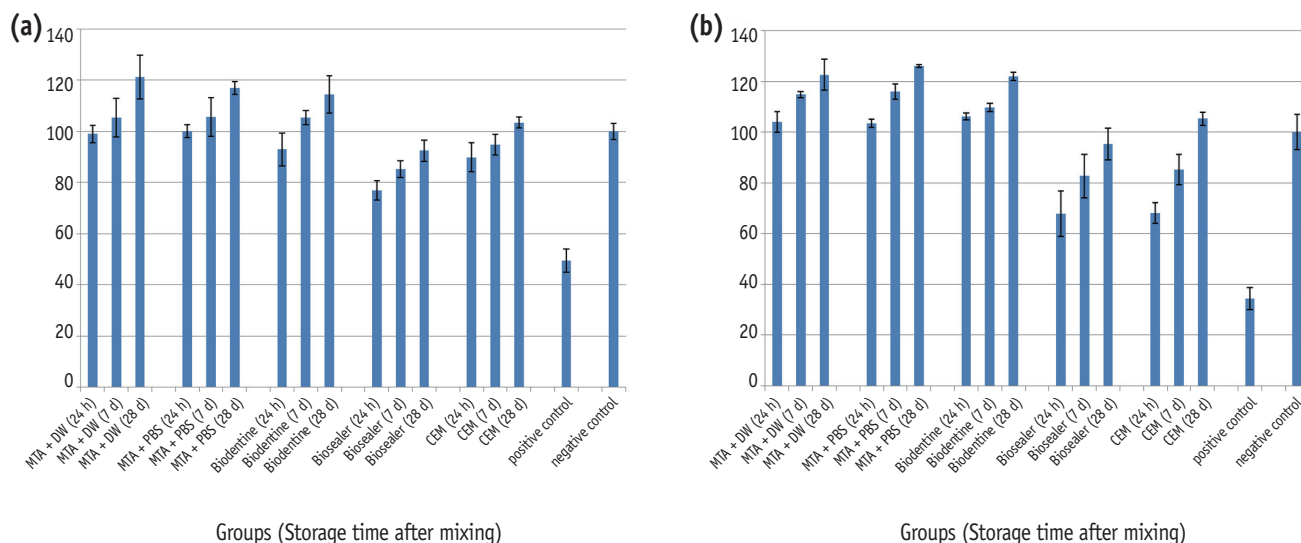 (a)
140
120
100
80
60
40
20
0
MTA + DW (24 h)
MTA + DW (7 d)
MTA + DW (28 d)
MTA + PBS (24 h)
MTA + PBS (7 d)
MTA + PBS (28 d)
Biodentine (24 h)
Biodentine (7 d)
Biodentine (28 d)
Biosealer (24 h)
Biosealer (7 d)
Biosealer (28 d)
CEM (24 h)
CEM (7 d)
CEM (28 d)
positive control
negative control
Groups (Storage time after mixing)
(b)
140
120
100
80
60
40
20
0
MTA + DW (24 h)
MTA + DW (7 d)
MTA + DW (28 d)
MTA + PBS (24 h)
MTA + PBS (7 d)
MTA + PBS (28 d)
Biodentine (24 h)
Biodentine (7 d)
Biodentine (28 d)
Biosealer (24 h)
Biosealer (7 d)
Biosealer (28 d)
CEM (24 h)
CEM (7 d)
CEM (28 d)
positive control
negative control
Groups (Storage time after mixing)